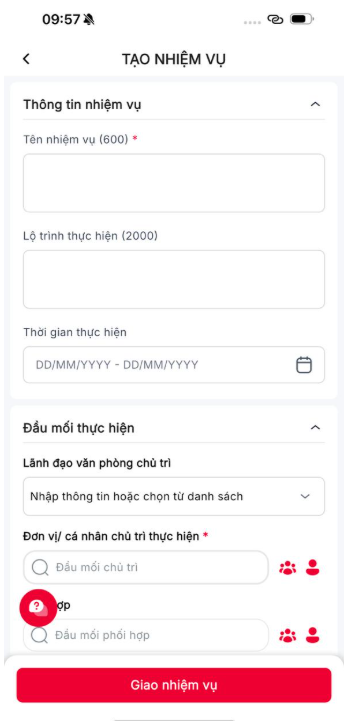 09:57
TẠO NHIỆM VỤ
Thông tin nhiệm vụ
Tên nhiệm vụ (600) *
Lộ trình thực hiện (2000)
Thời gian thực hiện
DD/MM/YYYY - DD/MM/YYYY
Đầu mối thực hiện
Lãnh đạo văn phòng chủ trì
Nhập thông tin hoặc chọn từ danh sách
Đơn vị/ cá nhân chủ trì thực hiện *
Đầu mối chủ trì
ợp
Đầu mối phối hợp
Giao nhiệm vụ